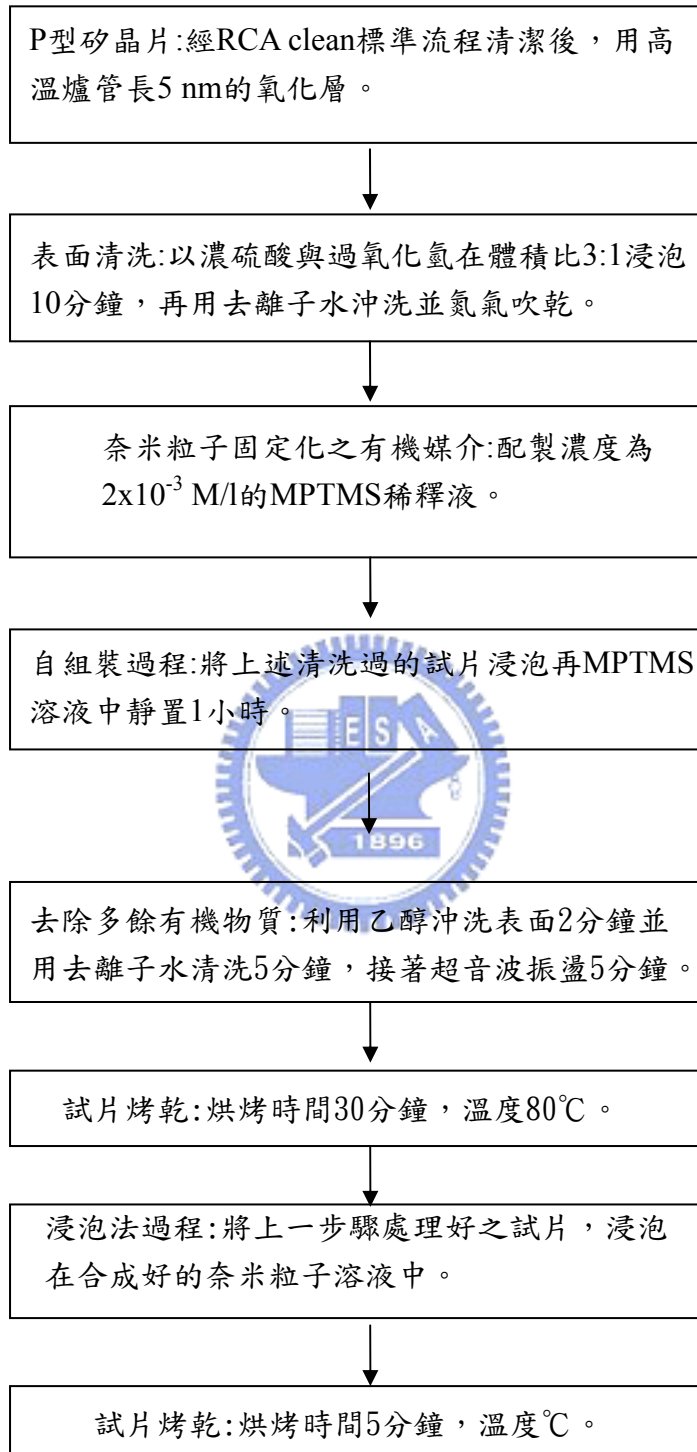 P型矽晶片:經RCA clean標準流程清潔後，用高
溫爐管長5 nm的氧化層。
表面清洗:以濃硫酸與過氧化氫在體積比3:1浸泡
10分鐘，再用去離子水沖洗並氮氣吹乾。
奈米粒子固定化之有機媒介:配製濃度為
2x10⁻³ M/l的MPTMS稀釋液。
自組裝過程:將上述清洗過的試片浸泡再MPTMS
溶液中靜置1小時。
ESA
1896
去除多餘有機物質:利用乙醇沖洗表面2分鐘並
用去離子水清洗5分鐘，接著超音波振盪5分鐘。
試片烤乾:烘烤時間30分鐘，溫度80℃。
浸泡法過程:將上一步驟處理好之試片，浸泡
在合成好的奈米粒子溶液中。
試片烤乾:烘烤時間5分鐘，溫度℃。